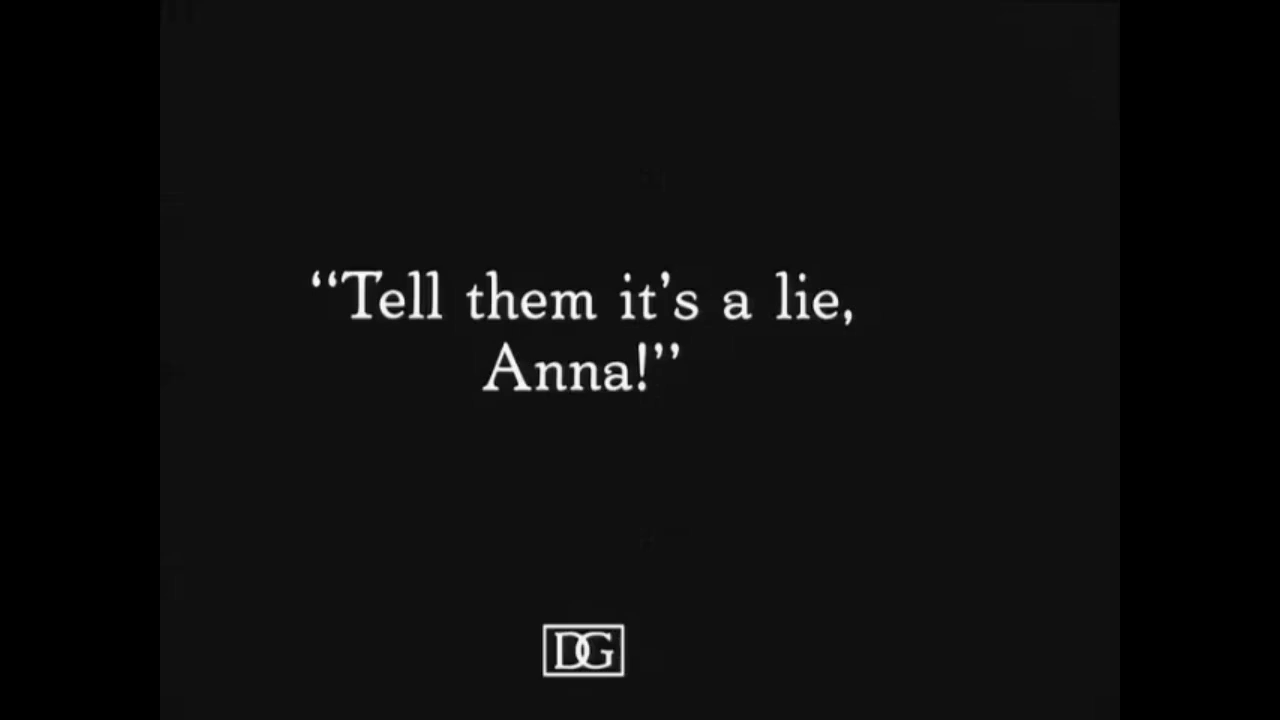 “Tell them it’s a lie,
Anna!”
DG